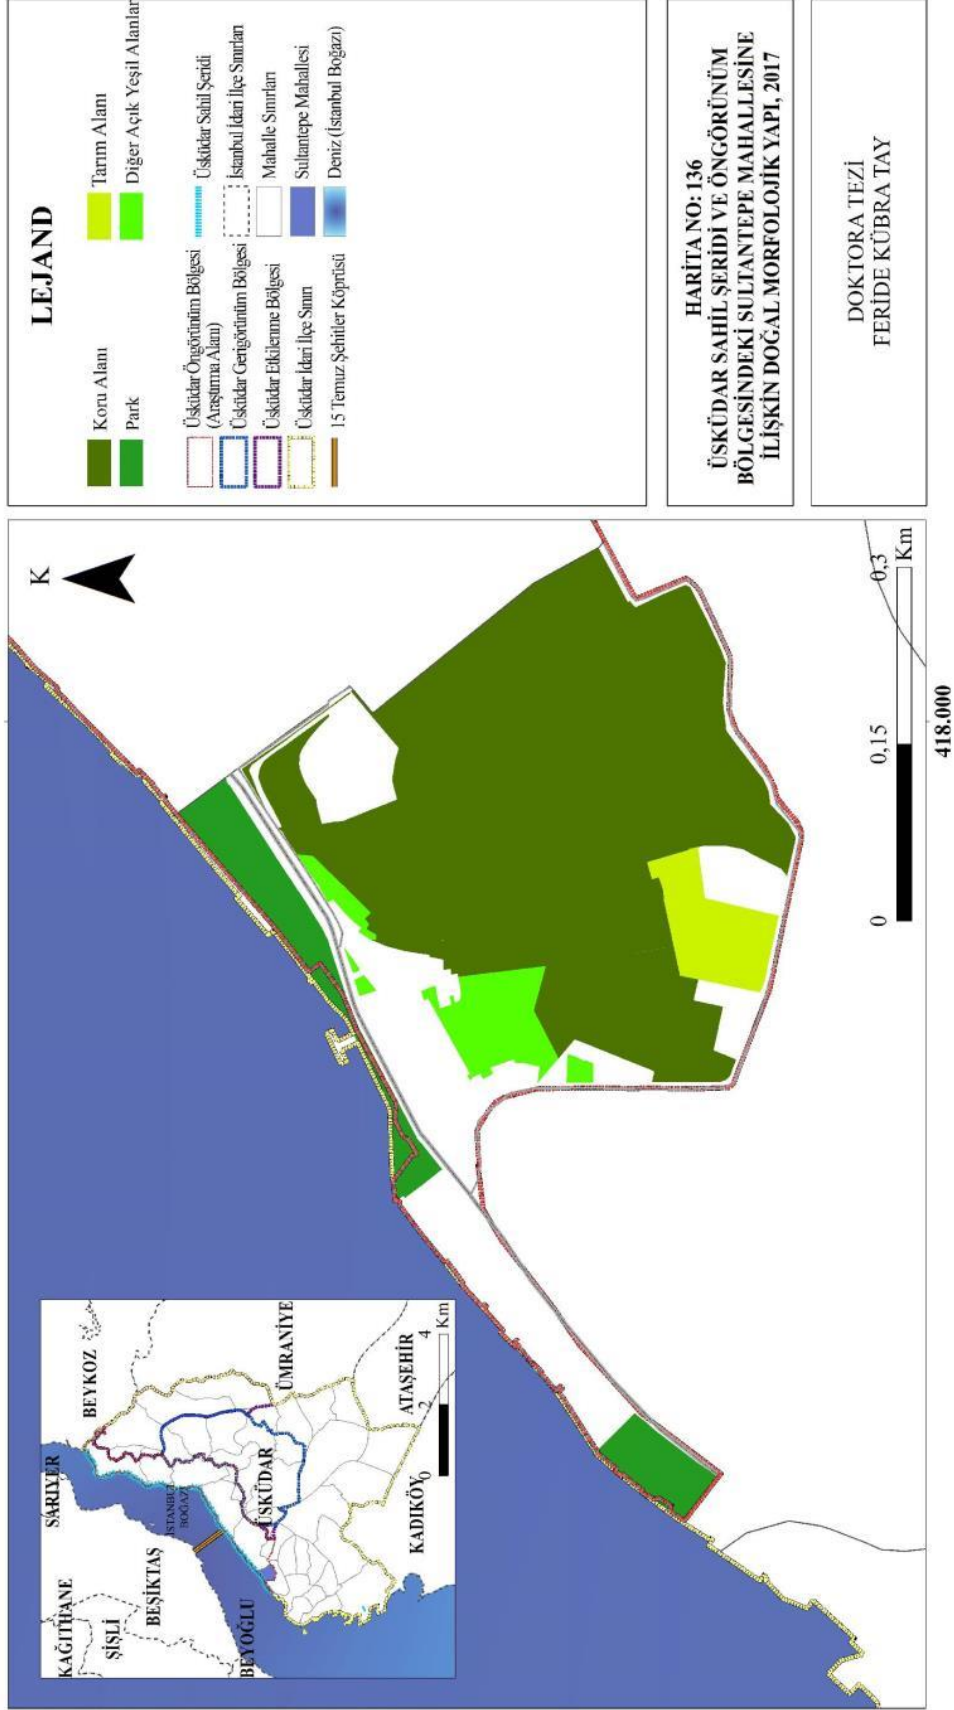 SARIYER
BEYKOZ
KAĞITHANE
ŞİŞLİ
BEŞİKTAŞ
İSTANBUL
BOĞAZI
BEYOĞLU
ÜSKÜDAR
ÜMRANİYE
KADIKÖY
ATAŞEHİR
0 2 4
Km
K
0 0,15 0,3
Km
418.000
LEJAND
Koru Alanı
Tarım Alanı
Park
Diğer Açık Yeşil Alanlar
Üsküdar Öngörünüm Bölgesi
(Araştırma Alanı)
Üsküdar Sahil Şeridi
Üsküdar Gerigörünüm Bölgesi
İstanbul İdari İlçe Sınırları
Üsküdar Etkilenme Bölgesi
Mahalle Sınırları
Üsküdar İdari İlçe Sınırı
Sultantepe Mahallesi
15 Temuz Şehitler Köprüsü
Deniz (İstanbul Boğazı)
HARİTA NO: 136
ÜSKÜDAR SAHİL ŞERİDİ VE ÖNGÖRÜNÜM
BÖLGESİNDEKİ SULTANTEPE MAHALLESİNE
İLİŞKİN DOĞAL MORFOLOJİK YAPI, 2017
DOKTORA TEZİ
FERİDE KÜBRA TAY